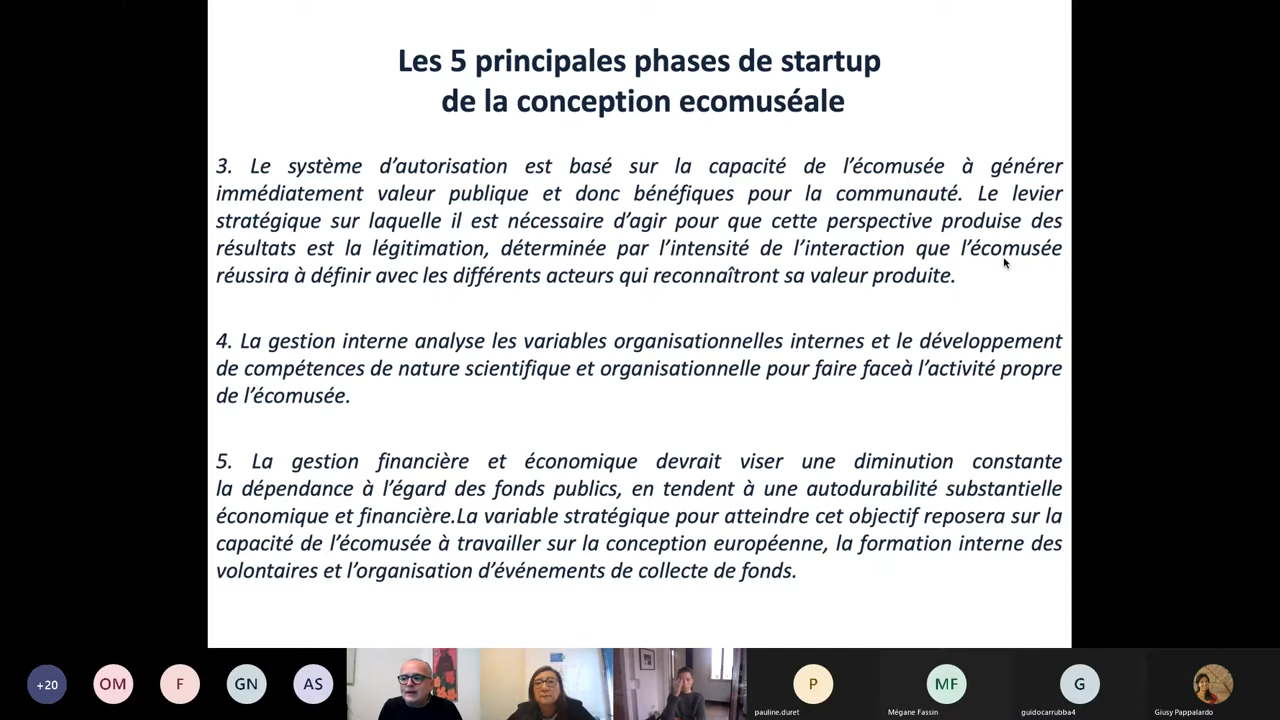 Les 5 principales phases de startup
de la conception ecomuséale
3. Le système d’autorisation est basé sur la capacité de l’écomusée à générer
immédiatement valeur publique et donc bénéfiques pour la communauté. Le levier
stratégique sur laquelle il est nécessaire d’agir pour que cette perspective produise des
résultats est la légitimation, déterminée par l’intensité de l’interaction que l’écomusée
réussira à définir avec les différents acteurs qui reconnaîtront sa valeur produite.
4. La gestion interne analyse les variables organisationnelles internes et le développement
de compétences de nature scientifique et organisationnelle pour faire faceà l’activité propre
de l’écomusée.
5. La gestion financière et économique devrait viser une diminution constante
la dépendance à l’égard des fonds publics, en tendent à une autodurabilité substantielle
économique et financière.La variable stratégique pour atteindre cet objectif reposera sur la
capacité de l’écomusée à travailler sur la conception européenne, la formation interne des
volontaires et l’organisation d’événements de collecte de fonds.
+20 OM F GN AS P MF G
pauline.duret Mégane Fassin guidocarrubba4 Giusy Pappalardo